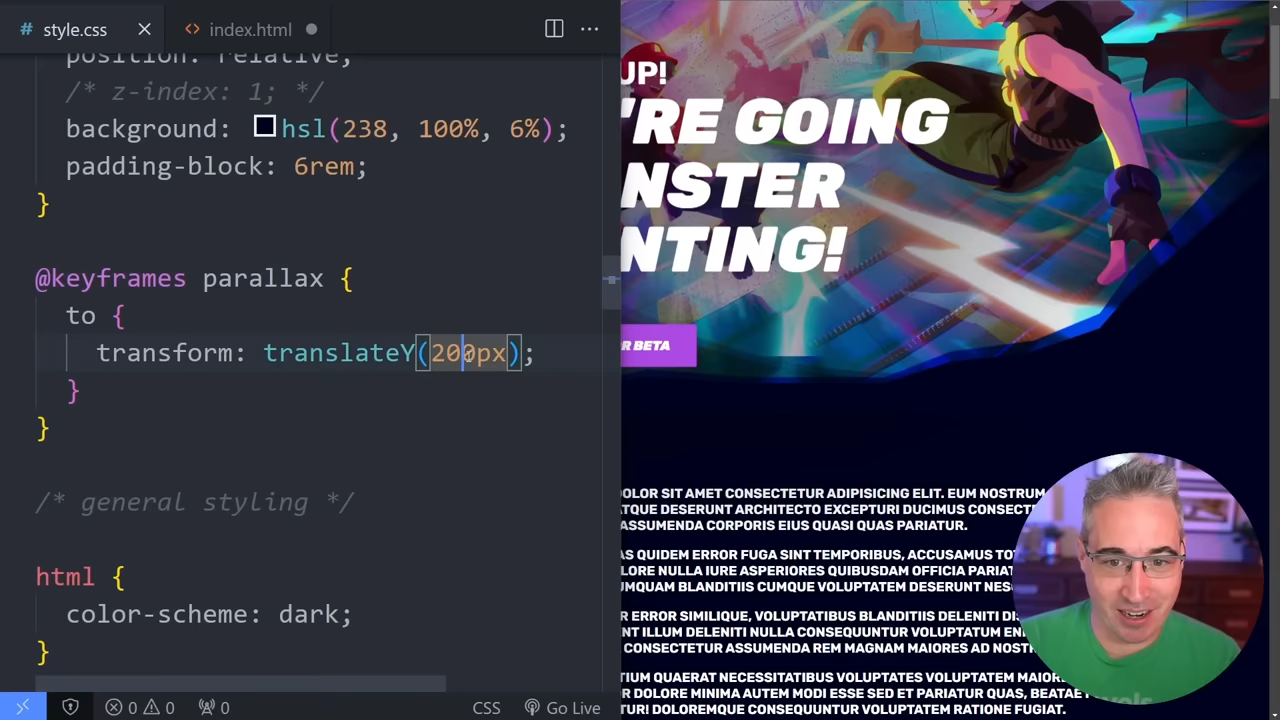 # style.css
<> index.html
position: relative;
/* z-index: 1; */
background: hsl(238, 100%, 6%);
padding-block: 6rem;
}
@keyframes parallax {
to {
transform: translateY(200px);
}
}
/* general styling */
html {
color-scheme: dark;
}
0 0 0 CSS Go Live
UP!
'RE GOING
NSTER
NTING!
R BETA
DOLOR SIT AMET CONSECTETUR ADIPISICING ELIT. EUM NOSTRUM
ATQUE DESERUNT ARCHITECTO EXCEPTURI DUCIMUS CONSECT
ASSUMENDA CORPORIS EIUS QUASI QUAS PARIATUR.
AS QUIDEM ERROR FUGA SINT TEMPORIBUS, ACCUSAMUS TOT
OLORE NULLA IURE ASPERIORES QUIBUSDAM OFFICIA PARIAT
UMQUAM BLANDITIIS CUMQUE VOLUPTATEM DESERUNT NES
R ERROR SIMILIQUE, VOLUPTATIBUS BLANDITIIS DELENITI DIS
NT ILLUM DELENITI NULLA CONSEQUUNTUR VOLUPTATUM EN
CONSECTETUR ASSUMENDA REM MAGNAM MAIORES AD NOST
TIUM QUAERAT NECESSITATIBUS VOLUPTATES VOLUPTATEM MAIOR
R DOLORE MINIMA AUTEM MODI ESSE SED ET PARIATUR QUAS, BEATAE
TUR! DOLOREMQUE CONSEQUUNTUR VOLUPTATEM RATIONE FUGIAT.